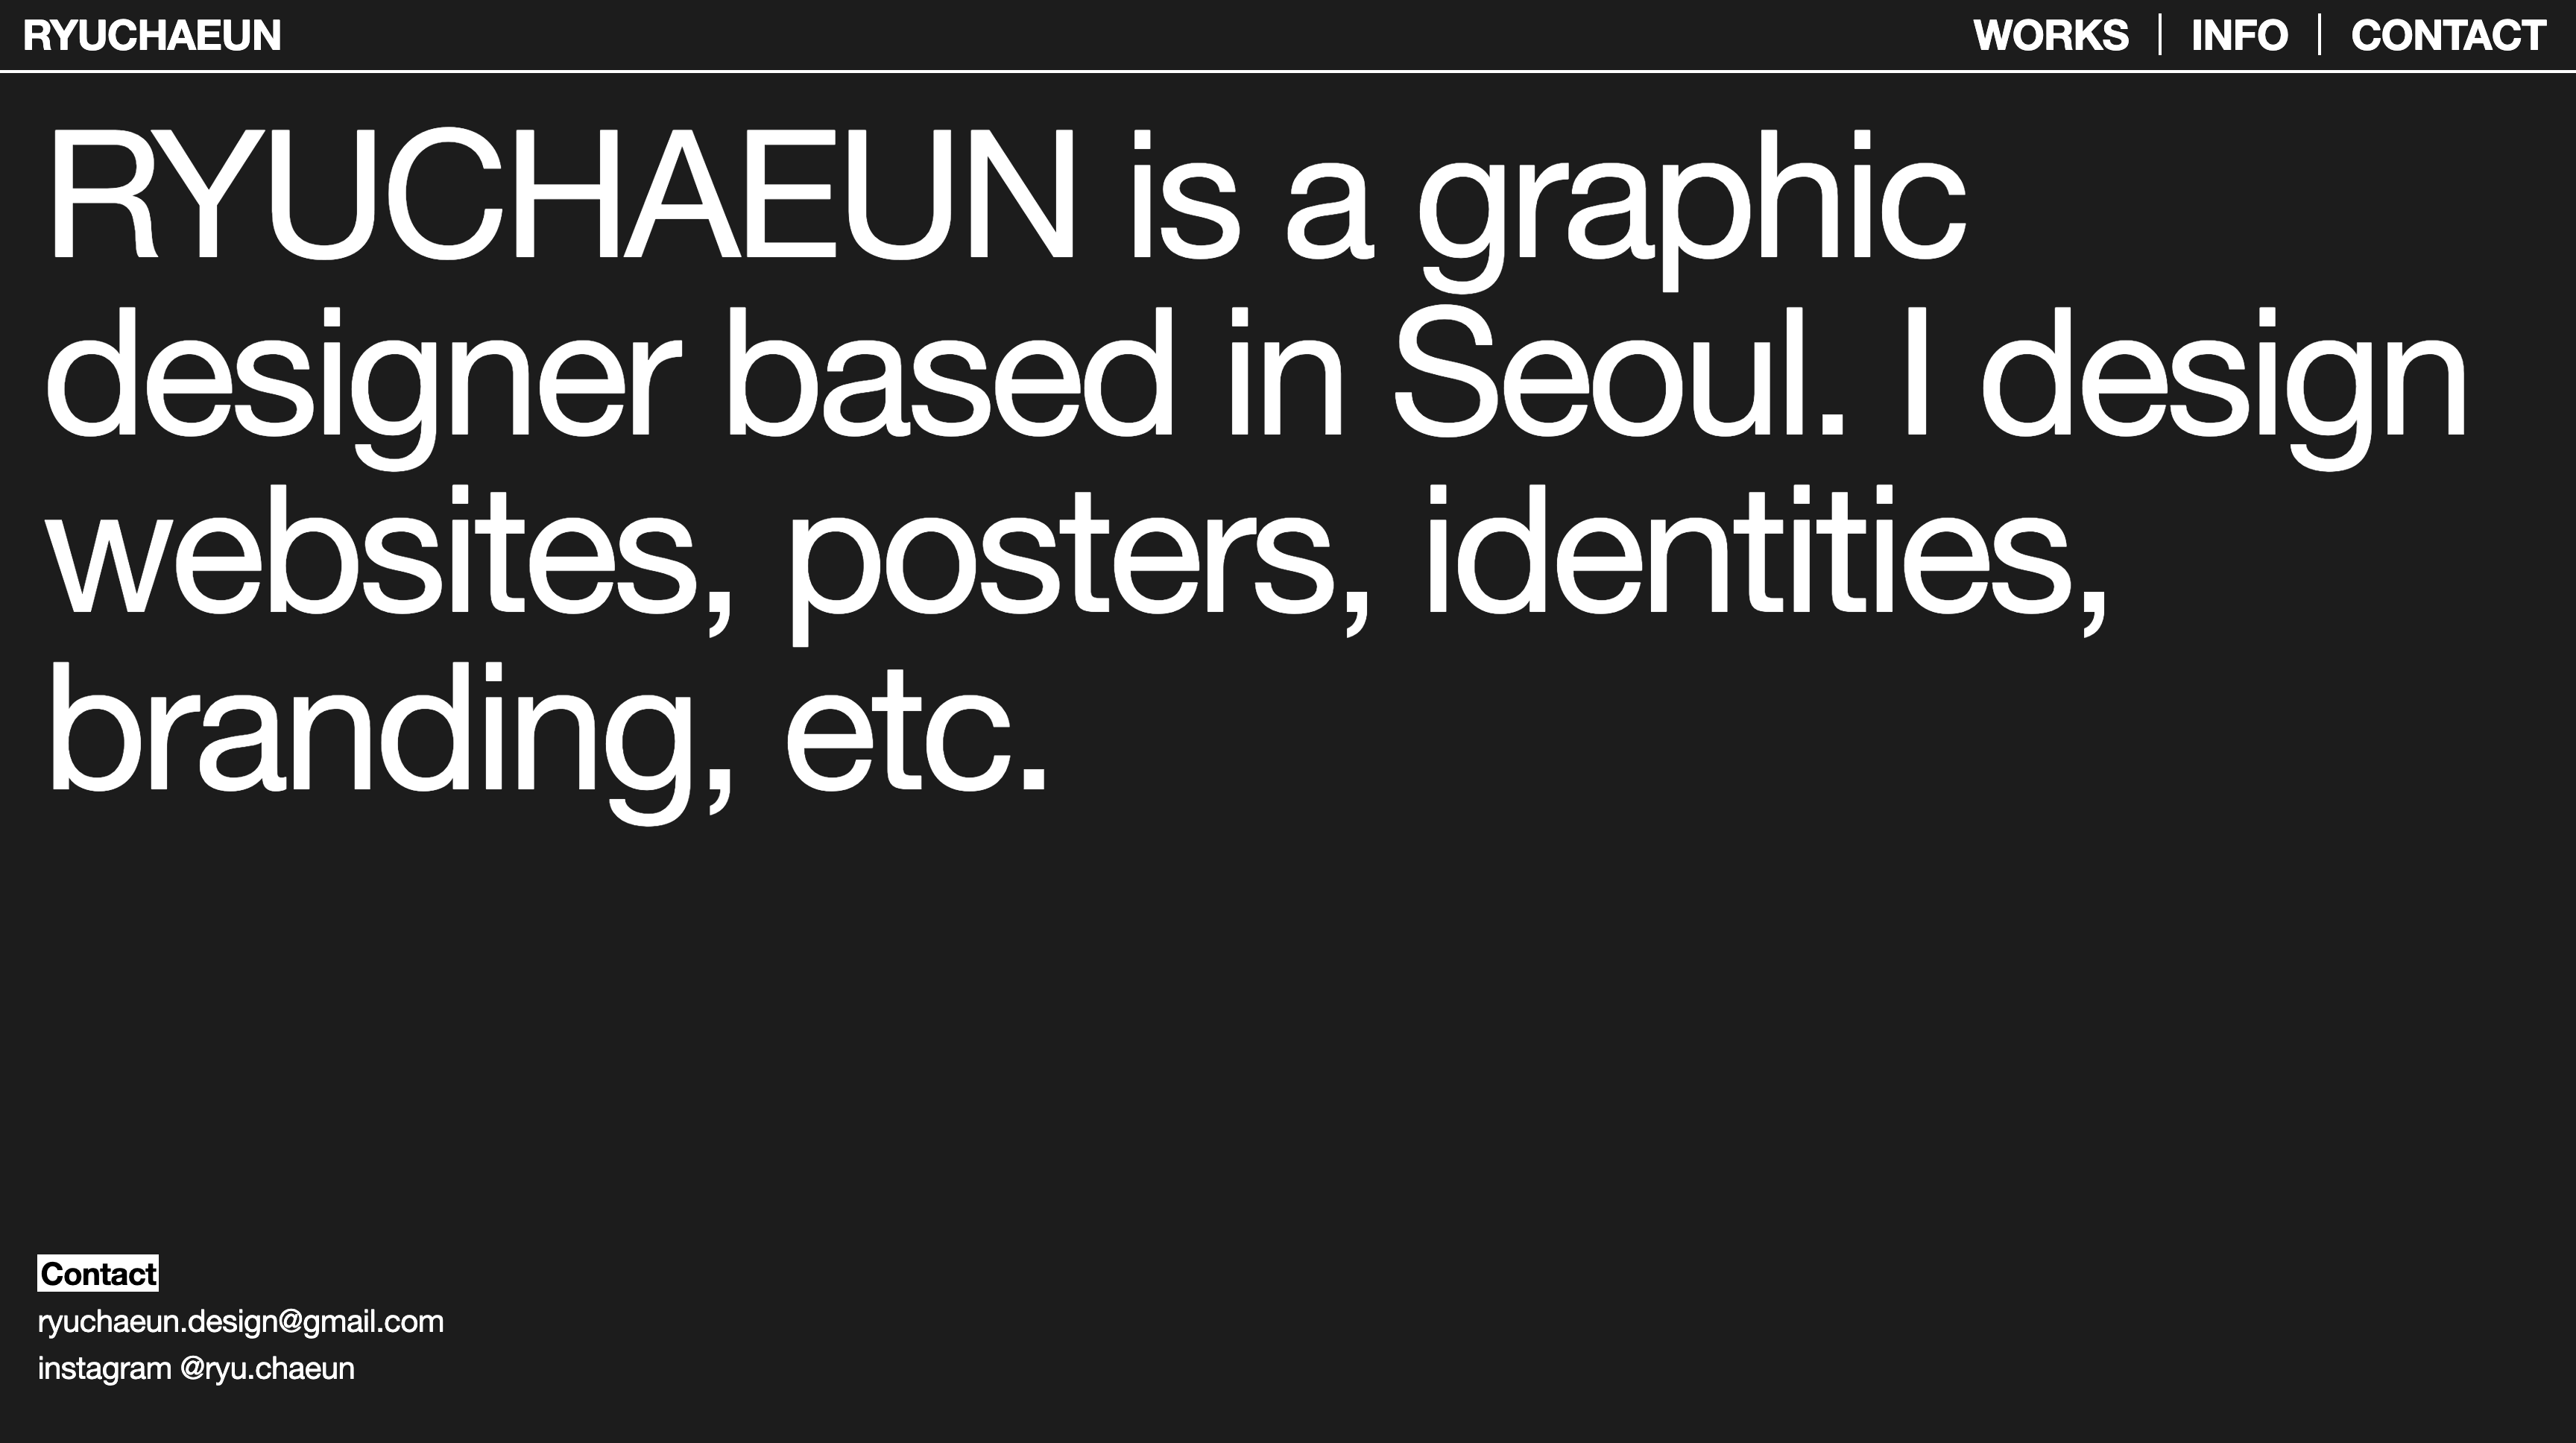 RYUCHAEUN
WORKS | INFO | CONTACT
RYUCHAEUN is a graphic
designer based in Seoul. I design
websites, posters, identities,
branding, etc.
Contact
ryuchaeun.design@gmail.com
instagram @ryu.chaeun